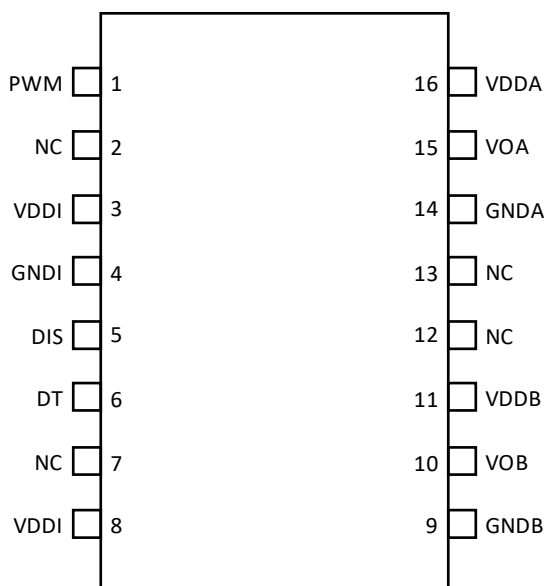 PWM 1 16 VDDA
NC 2 15 VOA
VDDI 3 14 GNDA
GNDI 4 13 NC
DIS 5 12 NC
DT 6 11 VDDB
NC 7 10 VOB
VDDI 8 9 GNDB